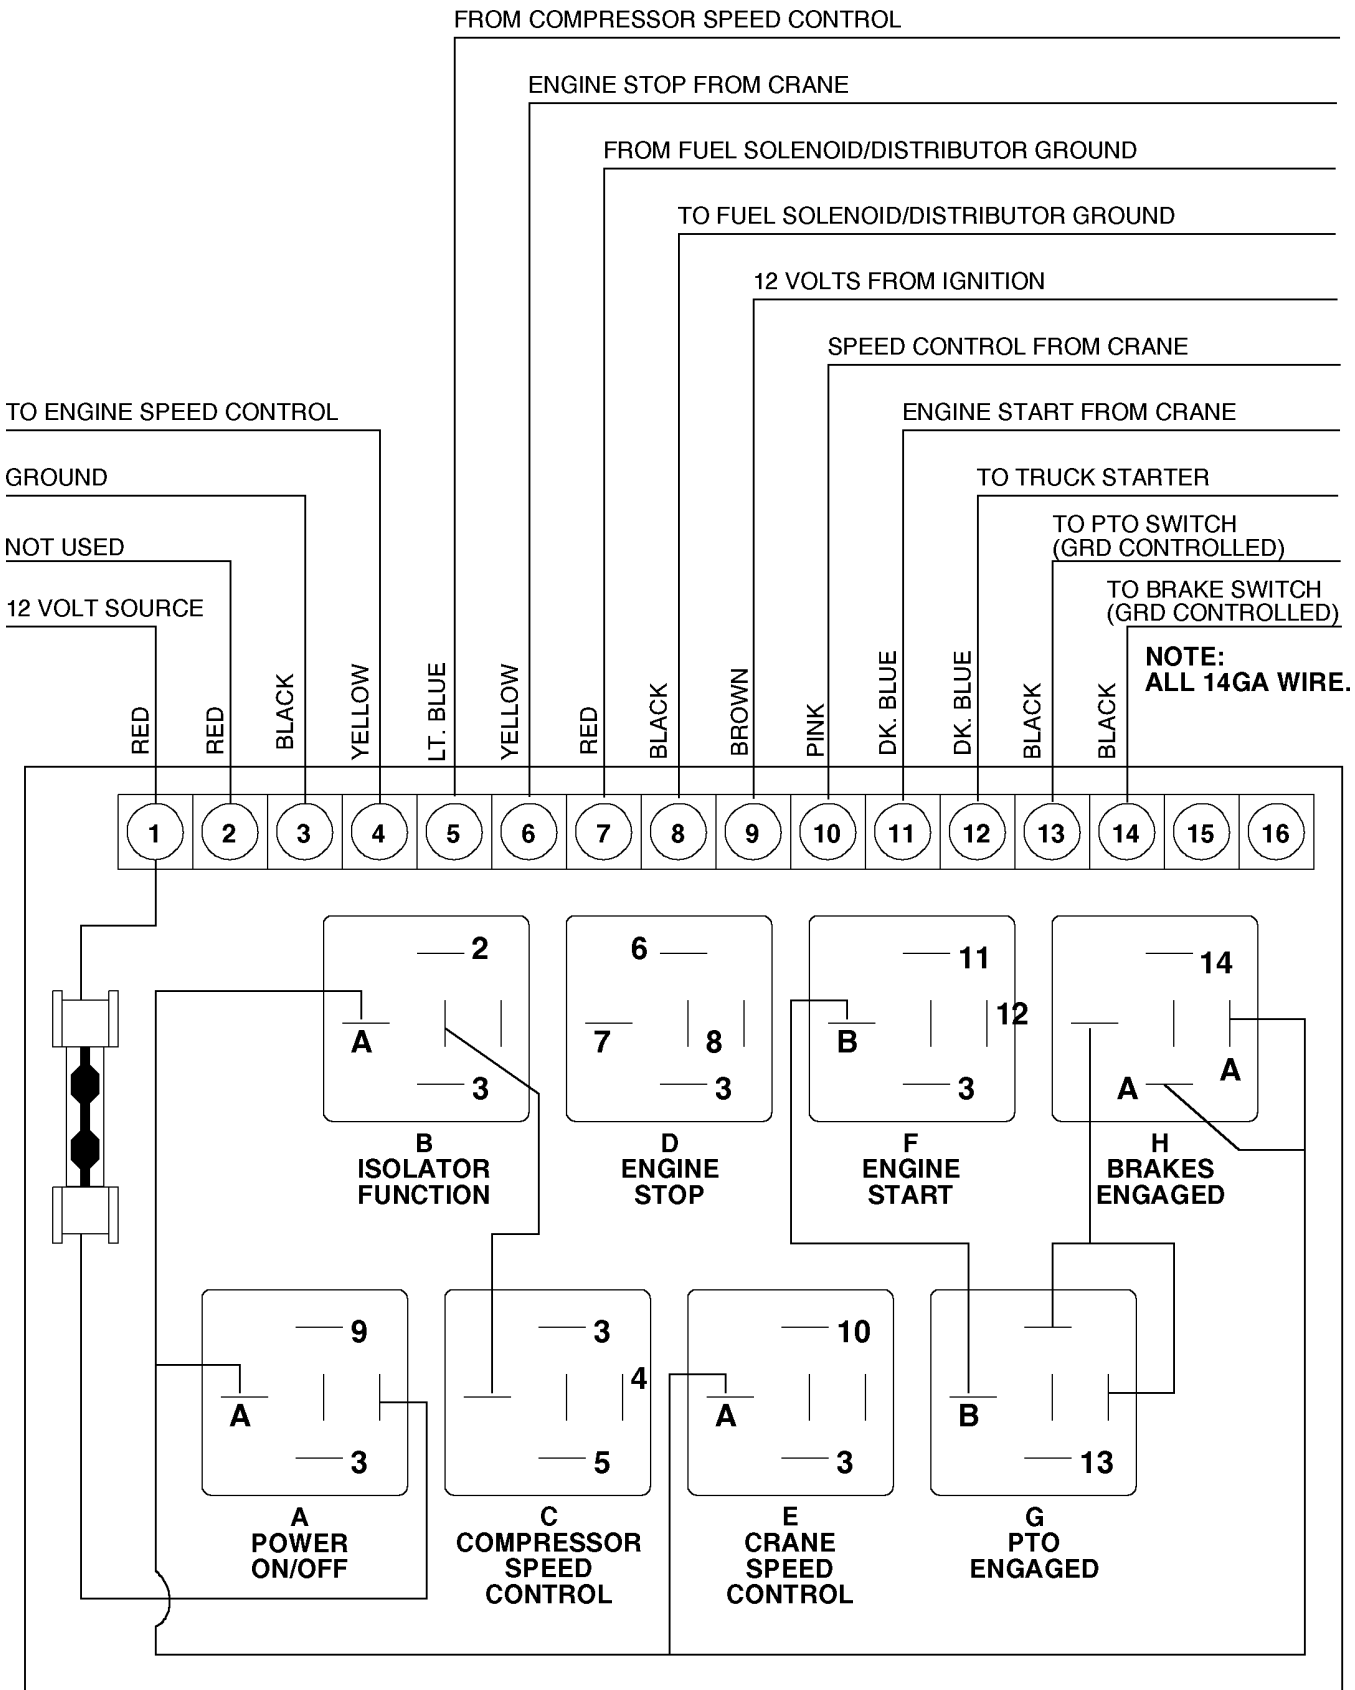 FROM COMPRESSOR SPEED CONTROL
ENGINE STOP FROM CRANE
FROM FUEL SOLENOID/DISTRIBUTOR GROUND
TO FUEL SOLENOID/DISTRIBUTOR GROUND
12 VOLTS FROM IGNITION
SPEED CONTROL FROM CRANE
TO ENGINE SPEED CONTROL
ENGINE START FROM CRANE
GROUND
TO TRUCK STARTER
TO PTO SWITCH
(GRD CONTROLLED)
NOT USED
TO BRAKE SWITCH
(GRD CONTROLLED)
12 VOLT SOURCE
NOTE:
ALL 14GA WIRE.
RED
RED
BLACK
YELLOW
LT. BLUE
YELLOW
RED
BLACK
BROWN
PINK
DK. BLUE
DK. BLUE
BLACK
BLACK
1 2 3 4 5 6 7 8 9 10 11 12 13 14 15 16
2
A
3
B
ISOLATOR
FUNCTION
6
7
8
3
D
ENGINE
STOP
11
12
B
3
F
ENGINE
START
14
A
A
H
BRAKES
ENGAGED
9
A
3
A
POWER
ON/OFF
3
4
5
C
COMPRESSOR
SPEED
CONTROL
10
A
3
E
CRANE
SPEED
CONTROL
B
13
G
PTO
ENGAGED